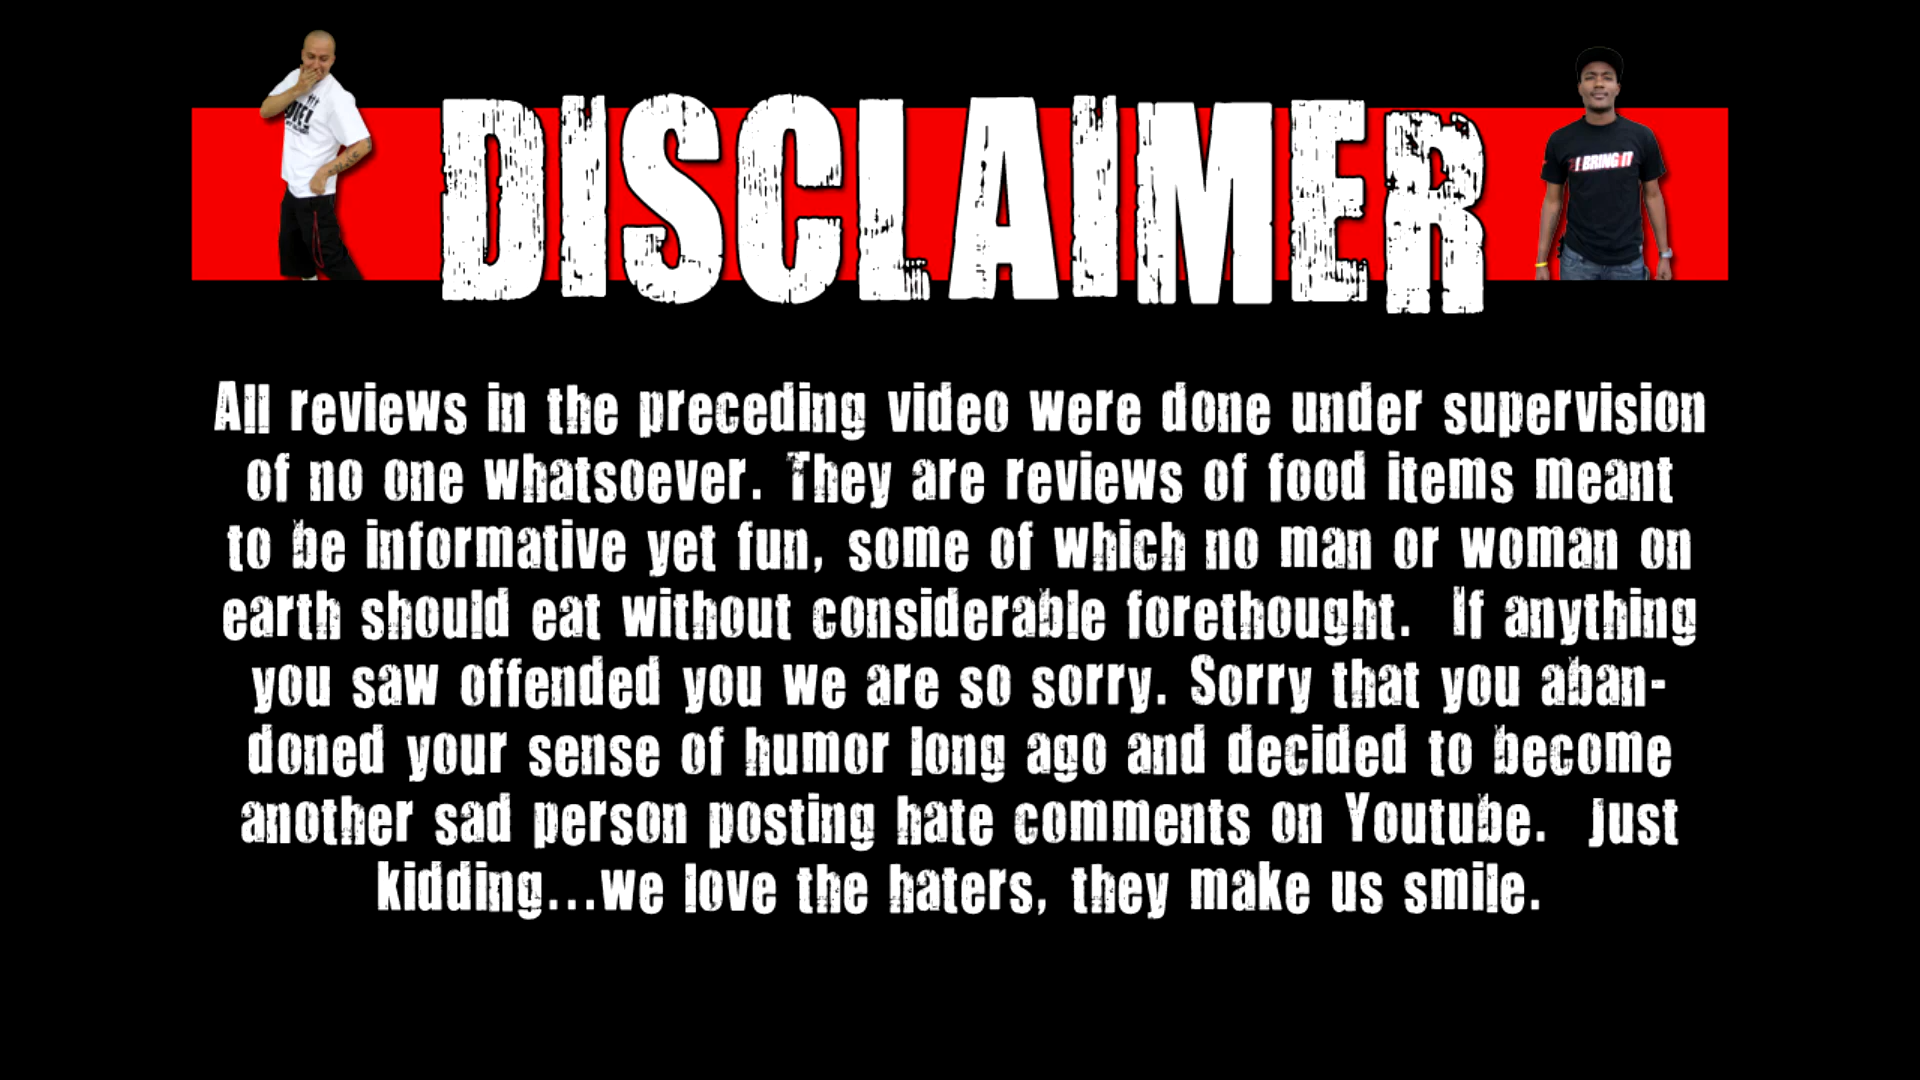 DISCLAIMER
DIET
I BRING IT
All reviews in the preceding video were done under supervision
of no one whatsoever. They are reviews of food items meant
to be informative yet fun, some of which no man or woman on
earth should eat without considerable forethought. If anything
you saw offended you we are so sorry. Sorry that you aban-
doned your sense of humor long ago and decided to become
another sad person posting hate comments on Youtube. Just
kidding...we love the haters, they make us smile.